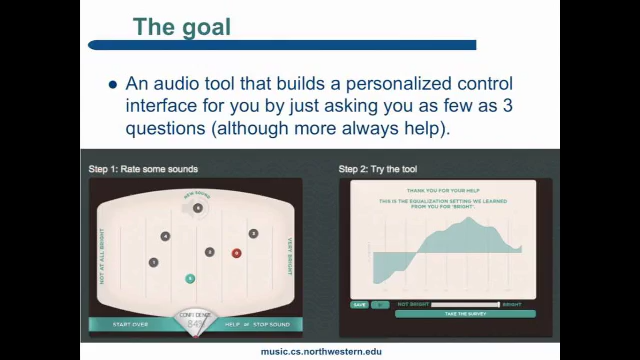 The goal
An audio tool that builds a personalized control
interface for you by just asking you as few as 3
questions (although more always help).
Step 1: Rate some sounds
NEW SOUND
NOT AT ALL BRIGHT
VERY BRIGHT
CONFIDENCE
84%
START OVER
HELP
STOP SOUND
Step 2: Try the tool
THANK YOU FOR YOUR HELP
THIS IS THE EQUALIZATION SETTING WE LEARNED
FROM YOU FOR 'BRIGHT'.
SAVE
NOT BRIGHT
BRIGHT
TAKE THE SURVEY
music.cs.northwestern.edu